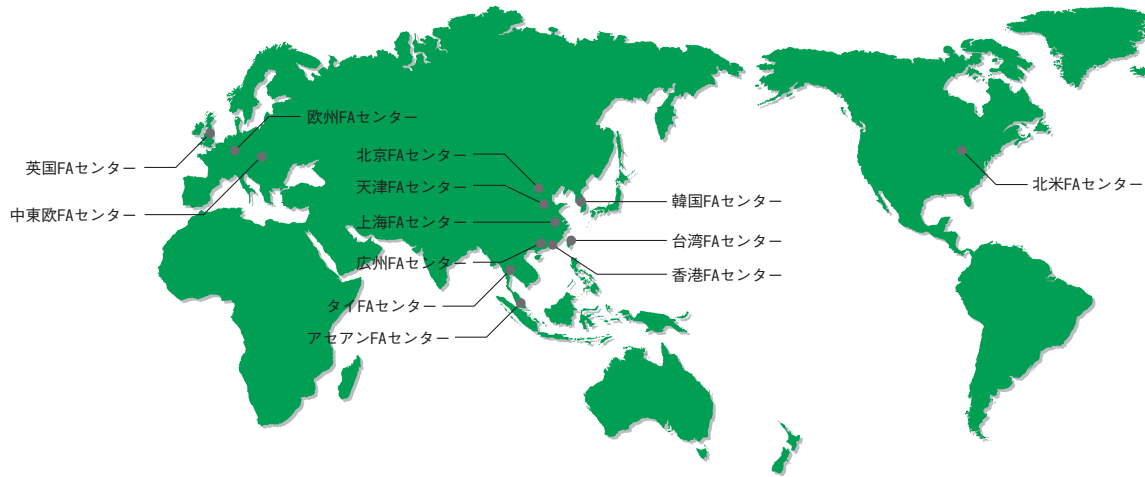 欧州FAセンター
英国FAセンター
中東欧FAセンター
北京FAセンター
天津FAセンター
上海FAセンター
広州FAセンター
タイFAセンター
アセアンFAセンター
韓国FAセンター
台湾FAセンター
香港FAセンター
北米FAセンター